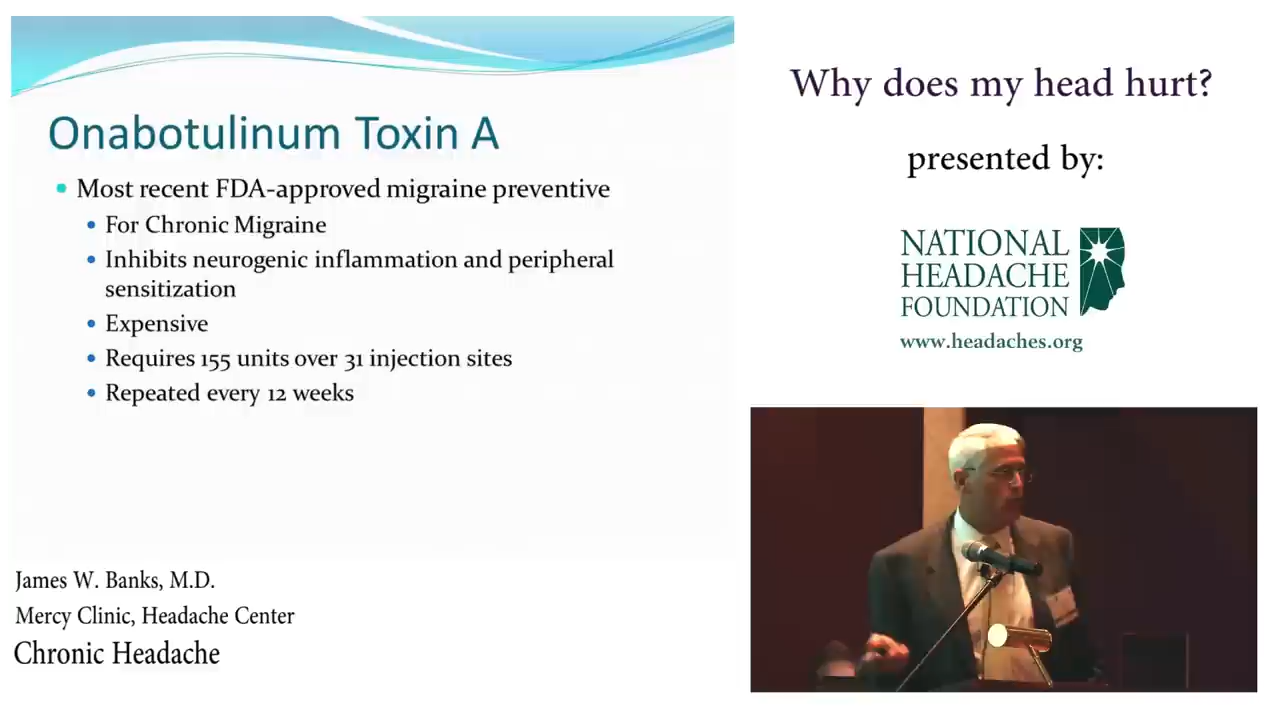 Onabotulinum Toxin A
Most recent FDA-approved migraine preventive
For Chronic Migraine
Inhibits neurogenic inflammation and peripheral
sensitization
Expensive
Requires 155 units over 31 injection sites
Repeated every 12 weeks
James W. Banks, M.D.
Mercy Clinic, Headache Center
Chronic Headache
Why does my head hurt?
presented by:
NATIONAL
HEADACHE
FOUNDATION
www.headaches.org